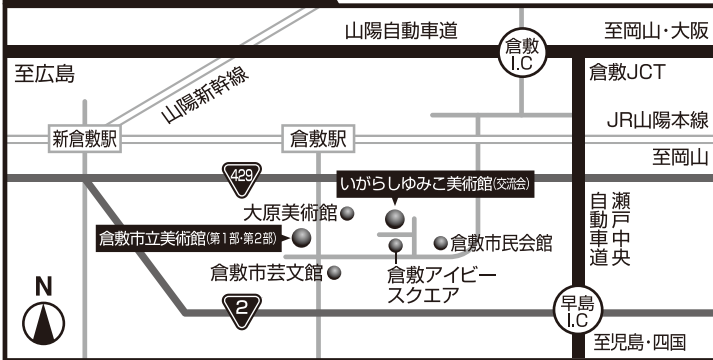 山陽自動車道
倉敷
I.C
至岡山・大阪
至広島
山陽新幹線
倉敷JCT
JR山陽本線
新倉敷駅
倉敷駅
至岡山
429
いがらしゆみこ美術館(交流会)
大原美術館
倉敷市立美術館(第1部・第2部)
倉敷市民会館
瀬戸中央
自動車道
倉敷市芸文館
倉敷アイビー
スクエア
N
2
早島
I.C
至児島・四国